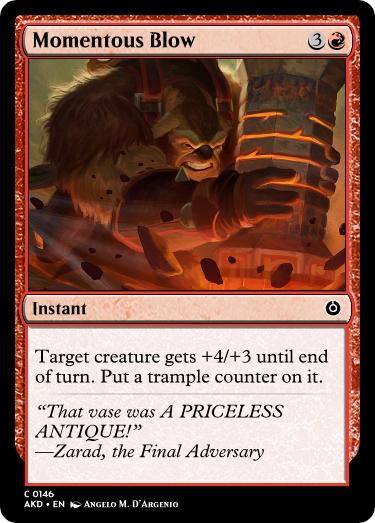 Momentous Blow 3
Instant
Target creature gets +4/+3 until end
of turn. Put a trample counter on it.
“That vase was A PRICELESS
ANTIQUE!”
—Zarad, the Final Adversary
C 0146
AKD • EN Angelo M. D'Argenio